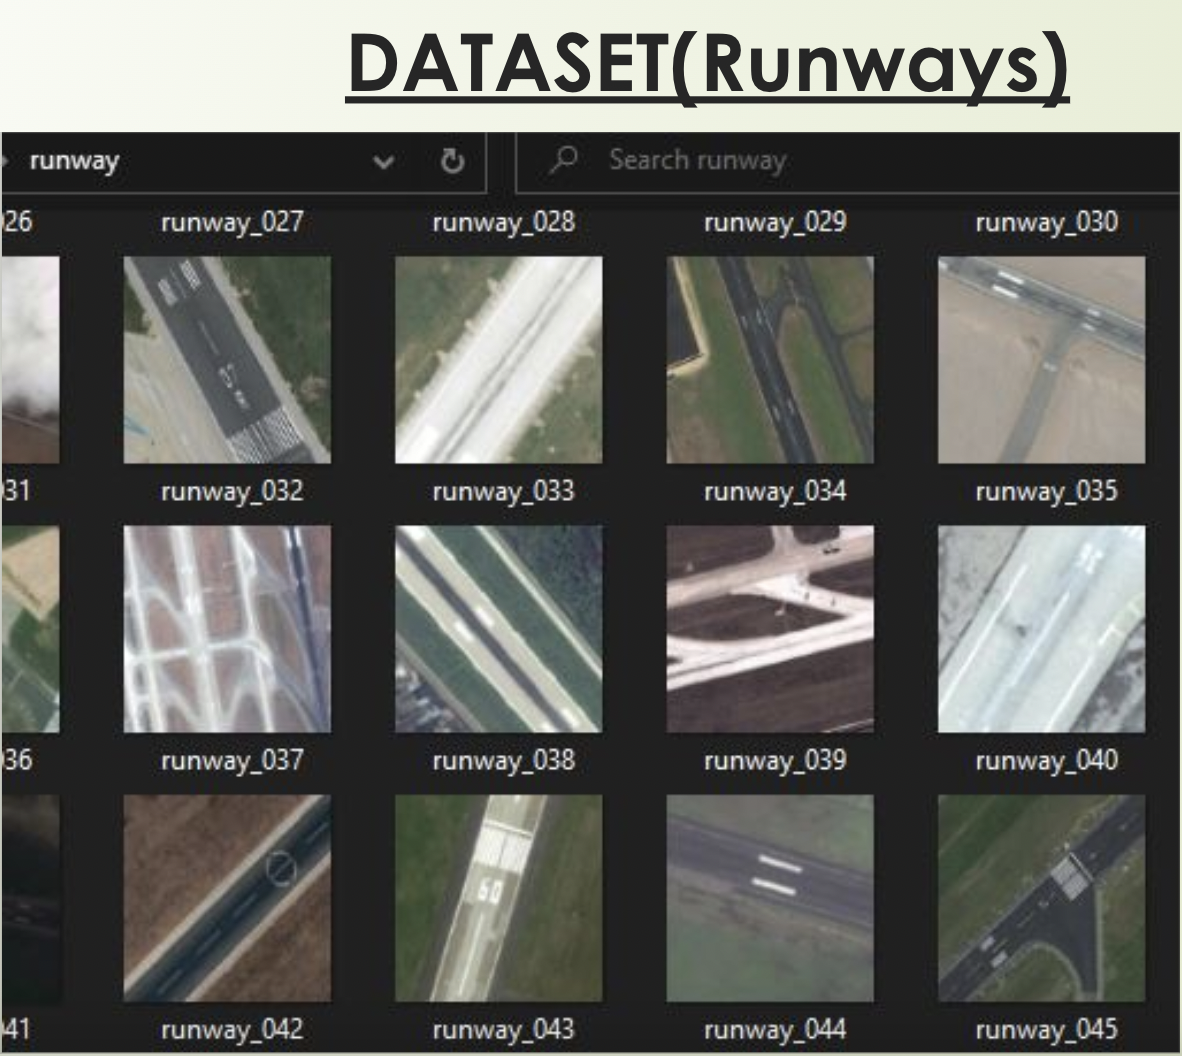 DATASET(Runways)
runway Search runway
26 runway_027 runway_028 runway_029 runway_030
31 runway_032 runway_033 runway_034 runway_035
36 runway_037 runway_038 runway_039 runway_040
60
41 runway_042 runway_043 runway_044 runway_045